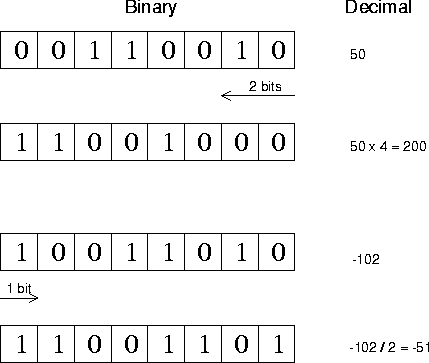 Binary Decimal
0 0 1 1 0 0 1 0 50
2 bits
1 1 0 0 1 0 0 0 50 x 4 = 200
1 0 0 1 1 0 1 0 -102
1 bit
1 1 0 0 1 1 0 1 -102 / 2 = -51